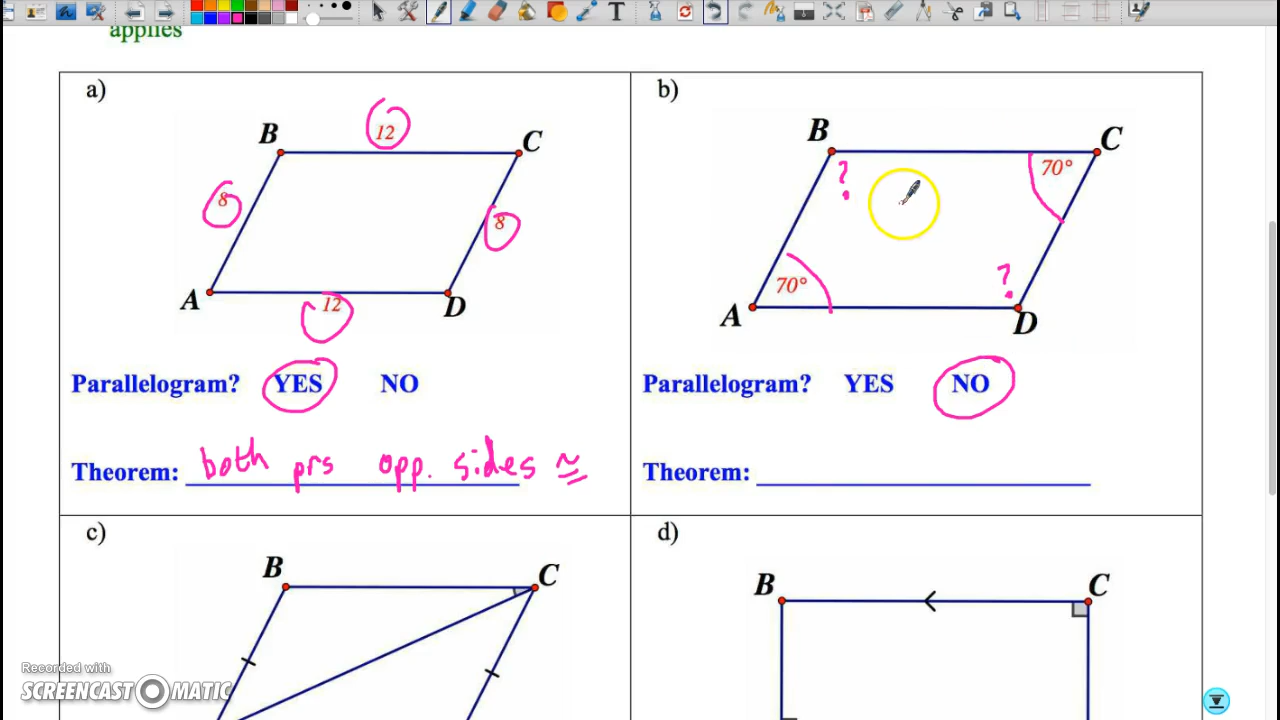 applies
a)
B
12
C
8
8
A
12
D
Parallelogram? YES NO
Theorem: both prs opp. sides ≅
b)
B
C
?
70°
70°
?
A
D
Parallelogram? YES NO
Theorem:
c)
B
C
d)
B
C
Recorded with
SCREENCAST O MATIC